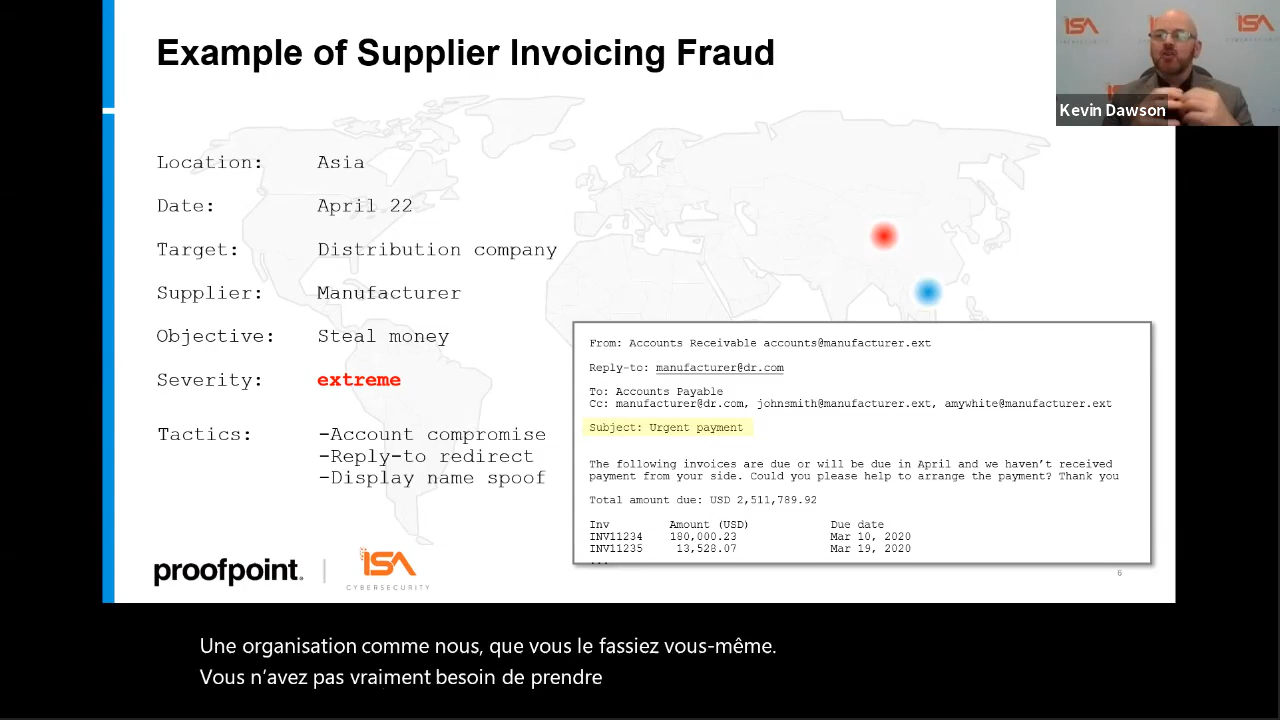 Example of Supplier Invoicing Fraud
ISA
CYBERSECURITY
ISA
CYBERSECURITY
Kevin Dawson
Location: Asia
Date: April 22
Target: Distribution company
Supplier: Manufacturer
Objective: Steal money
Severity: extreme
Tactics: -Account compromise
-Reply-to redirect
-Display name spoof
From: Accounts Receivable accounts@manufacturer.ext
Reply-to: manufacturer@dr.com
To: Accounts Payable
Cc: manufacturer@dr.com, johnsmith@manufacturer.ext, amywhite@manufacturer.ext
Subject: Urgent payment
The following invoices are due or will be due in April and we haven't received
payment from your side. Could you please help to arrange the payment? Thank you
Total amount due: USD 2,511,789.92
Inv Amount (USD) Due date
INV11234 180,000.23 Mar 10, 2020
INV11235 13,528.07 Mar 19, 2020
...
proofpoint. | ISA
CYBERSECURITY
6
Une organisation comme nous, que vous le fassiez vous-même.
Vous n'avez pas vraiment besoin de prendre